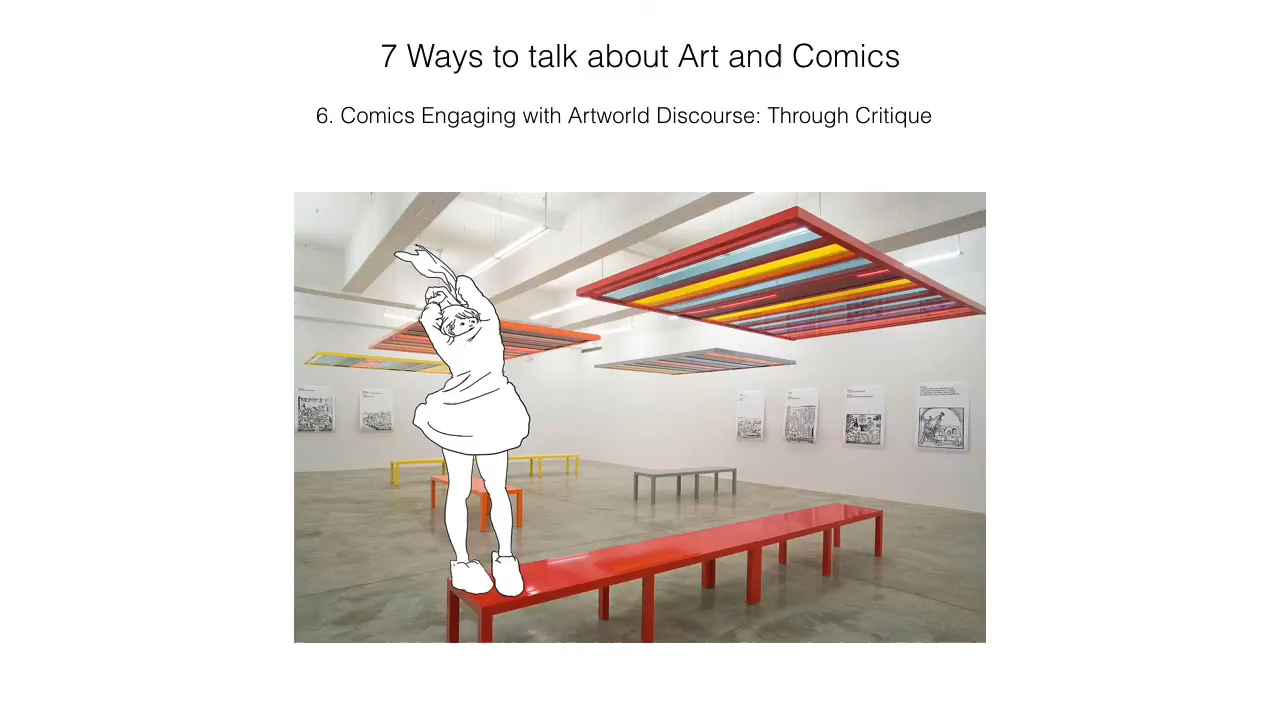 7 Ways to talk about Art and Comics
6. Comics Engaging with Artworld Discourse: Through Critique